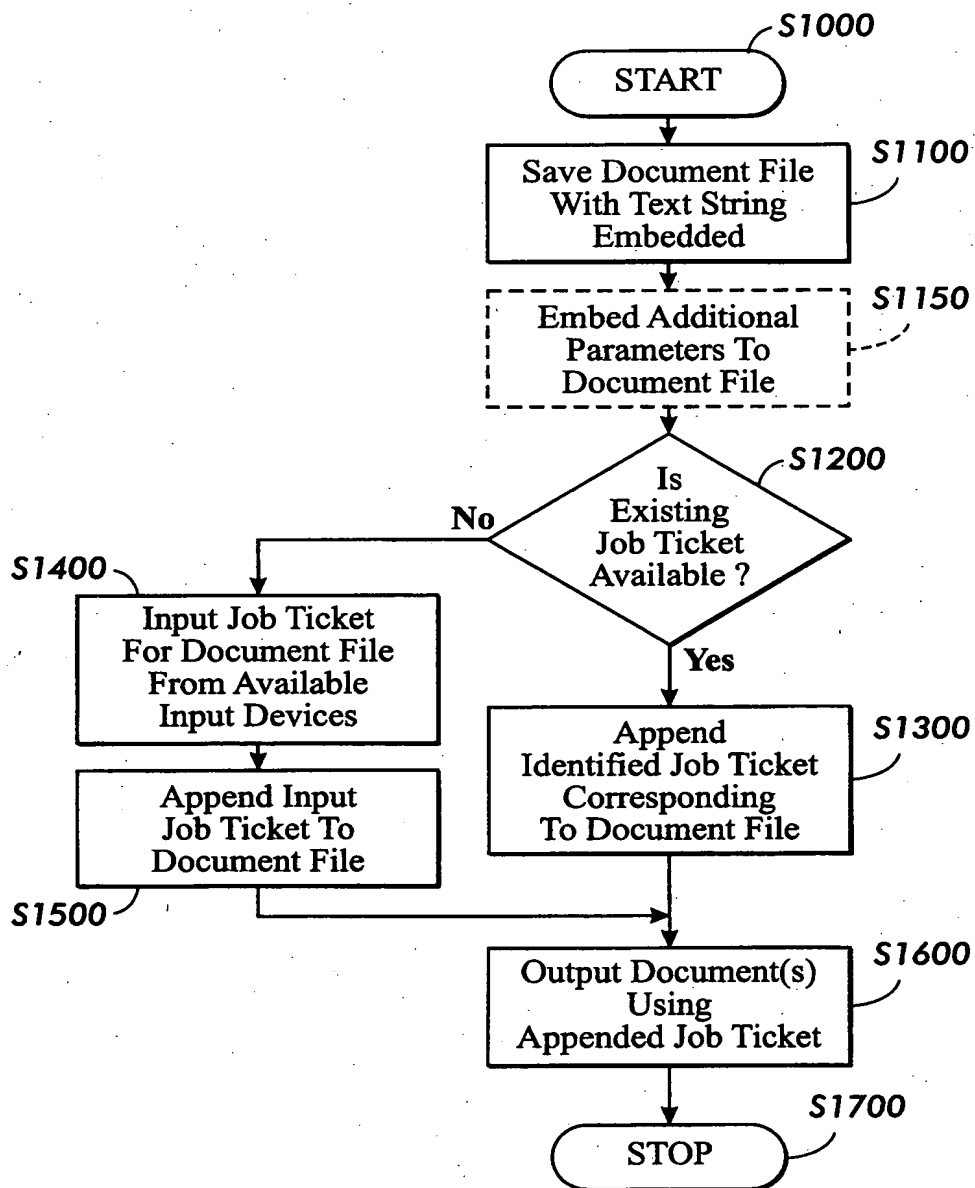 S1000
START
S1100
Save Document File
With Text String
Embedded
S1150
Embed Additional
Parameters To
Document File
S1200
Is
Existing
Job Ticket
Available ?
No
Yes
S1400
Input Job Ticket
For Document File
From Available
Input Devices
S1300
Append
Identified Job Ticket
Corresponding
To Document File
Append Input
Job Ticket To
Document File
S1500
S1600
Output Document(s)
Using
Appended Job Ticket
S1700
STOP